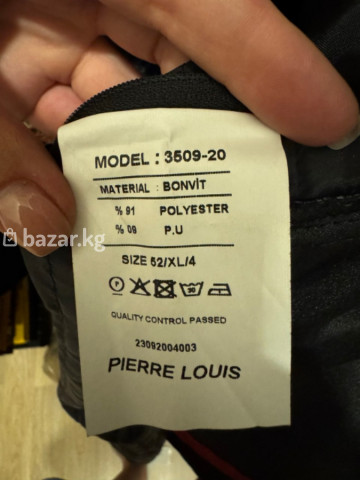 MODEL : 3509-20
MATERIAL : BONVİT
% 91 POLYESTER
% 09 P.U
bazar.kg
SIZE 52/XL/4
P
30
QUALITY CONTROL PASSED
23092004003
PIERRE LOUIS